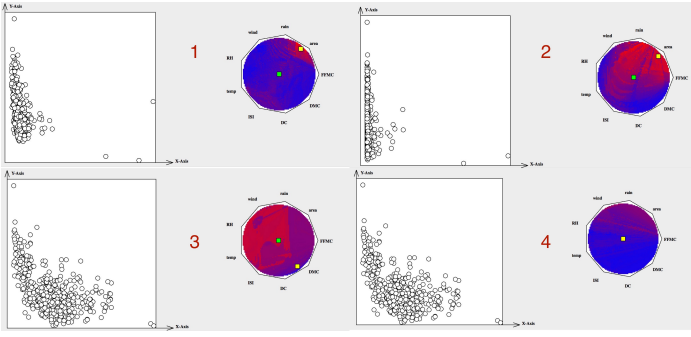 Y-Axis
X-Axis
1
rain
wind
area
RH
FFMC
temp
DMC
ISI
DC
Y-Axis
X-Axis
2
rain
wind
area
RH
FFMC
temp
DMC
ISI
DC
Y-Axis
X-Axis
3
rain
wind
area
RH
FFMC
temp
DMC
ISI
DC
Y-Axis
X-Axis
4
rain
wind
area
RH
FFMC
temp
DMC
ISI
DC